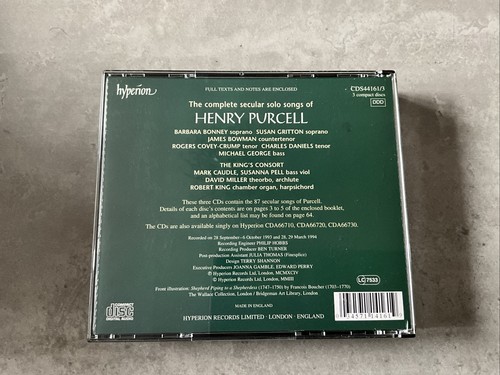 hyperion
FULL TEXTS AND NOTES ARE ENCLOSED
CDS44161/3
3 compact discs
DDD
The complete secular solo songs of
HENRY PURCELL
BARBARA BONNEY soprano SUSAN GRITTON soprano
JAMES BOWMAN countertenor
ROGERS COVEY-CRUMP tenor CHARLES DANIELS tenor
MICHAEL GEORGE bass
THE KING'S CONSORT
MARK CAUDLE, SUSANNA PELL bass viol
DAVID MILLER theorbo, archlute
ROBERT KING chamber organ, harpsichord
These three CDs contain the 87 secular songs of Purcell.
Details of each disc's contents are on pages 3 to 5 of the enclosed booklet,
and an alphabetical list may be found on page 64.
The CDs are also available singly on Hyperion CDA66710, CDA66720, CDA66730.
Recorded on 28 September–6 October 1993 and 28, 29 March 1994
Recording Engineer PHILIP HOBBS
Recording Producer BEN TURNER
Post-production Assistant JULIA THOMAS (Finesplice)
Design TERRY SHANNON
Executive Producers JOANNA GAMBLE, EDWARD PERRY
℗ Hyperion Records Ltd, London, MCMXCIV
© Hyperion Records Ltd, London, MMIII
LC 7533
Front illustration: Shepherd Piping to a Shepherdess (1747–1750) by Francois Boucher (1703–1770)
The Wallace Collection, London / Bridgeman Art Library, London
COMPACT
disc
DIGITAL AUDIO
MADE IN ENGLAND
HYPERION RECORDS LIMITED · LONDON · ENGLAND